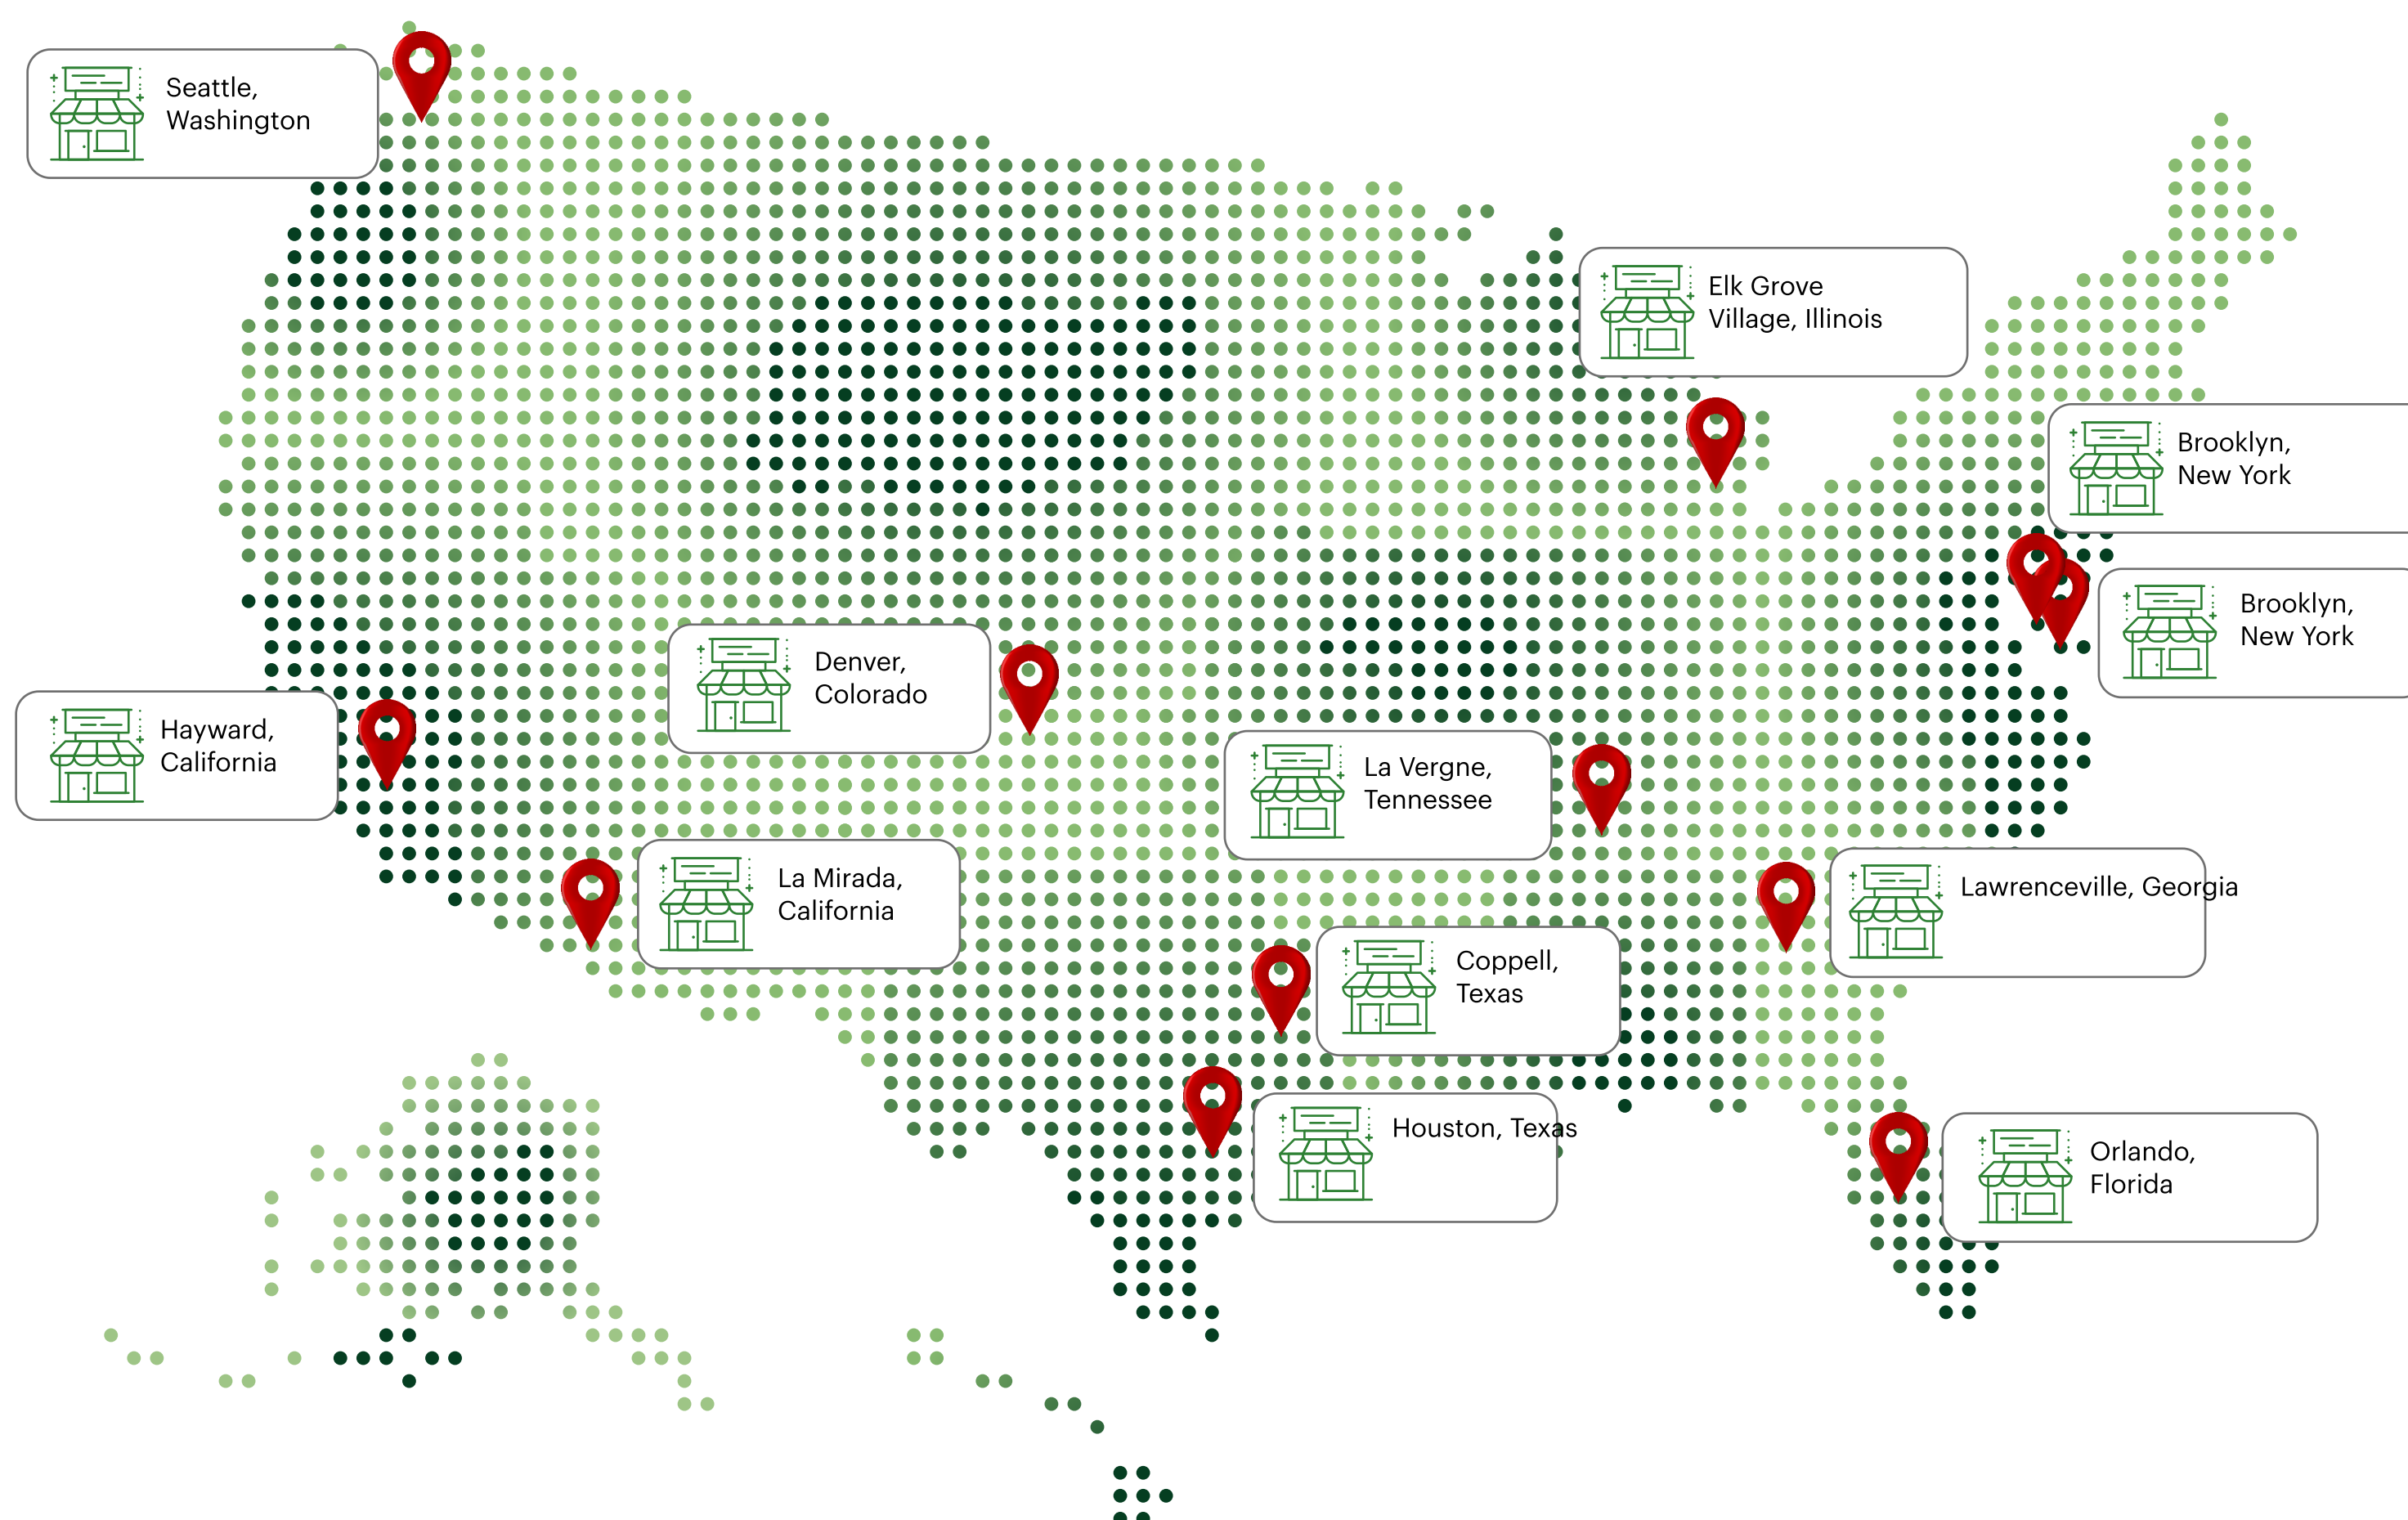 Seattle,
Washington
Elk Grove
Village, Illinois
Brooklyn,
New York
Brooklyn,
New York
Denver,
Colorado
Hayward,
California
La Vergne,
Tennessee
La Mirada,
California
Lawrenceville, Georgia
Coppell,
Texas
Houston, Texas
Orlando,
Florida